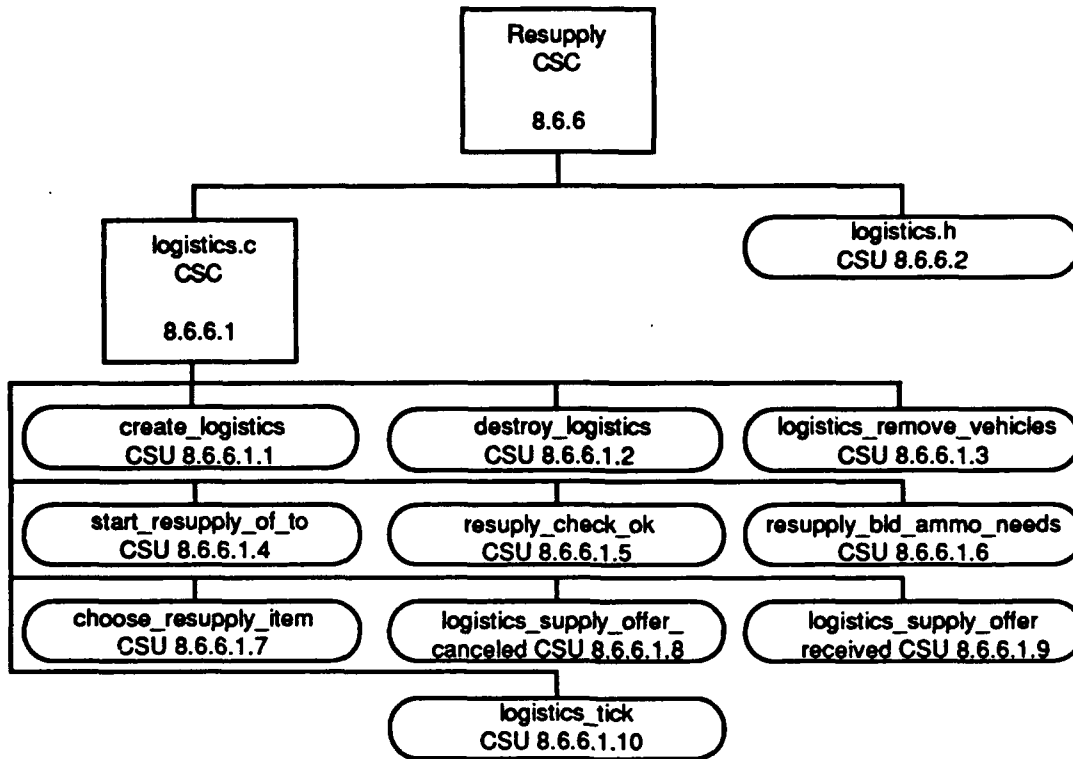 Resupply
CSC
8.6.6
logistics.c
CSC
8.6.6.1
logistics.h
CSU 8.6.6.2
create_logistics
CSU 8.6.6.1.1
destroy_logistics
CSU 8.6.6.1.2
logistics_remove_vehicles
CSU 8.6.6.1.3
start_resupply_of_to
CSU 8.6.6.1.4
resuply_check_ok
CSU 8.6.6.1.5
resupply_bld_ammo_needs
CSU 8.6.6.1.6
choose_resupply_item
CSU 8.6.6.1.7
logistics_supply_offer_
canceled CSU 8.6.6.1.8
logistics_supply_offer
received CSU 8.6.6.1.9
logistics_tick
CSU 8.6.6.1.10